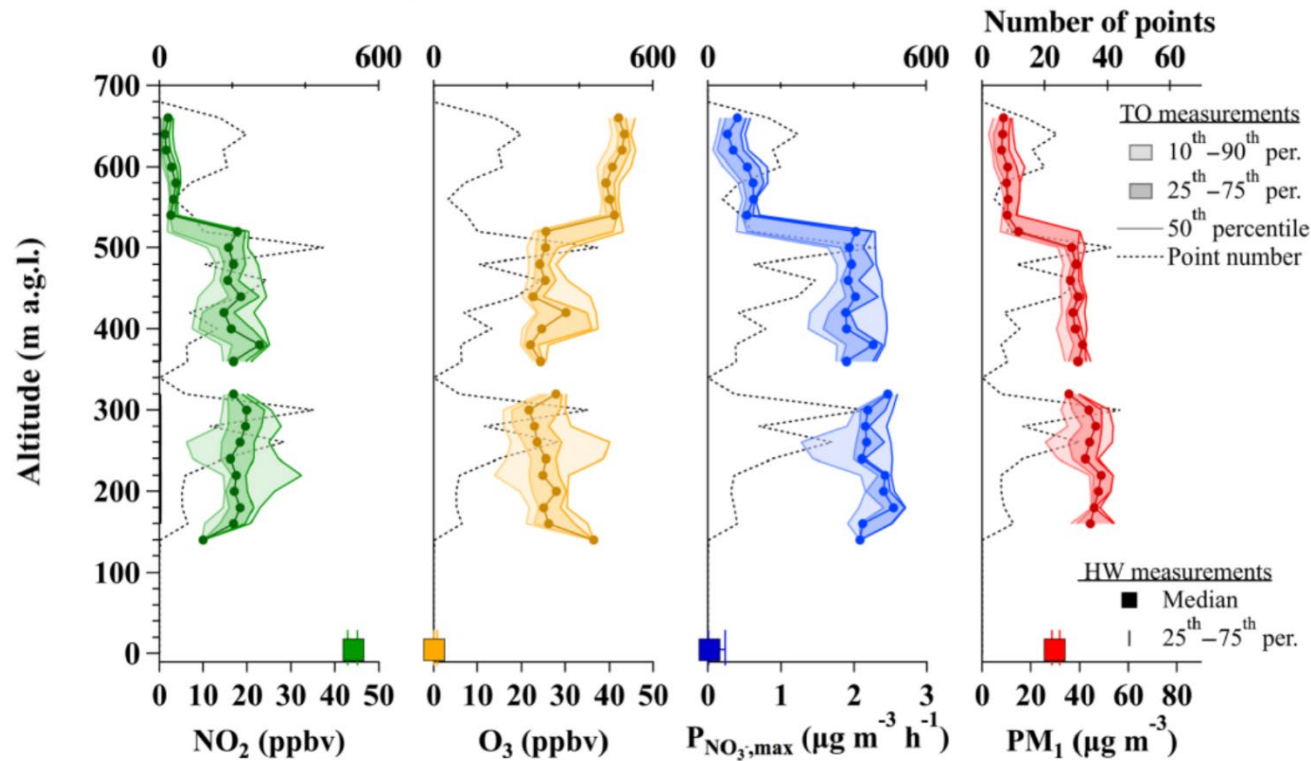 Number of points
0 600 0 600 0 600 0 20 40 60
700
600
500
400
300
200
100
0
Altitude (m a.g.l.)
TO measurements
10th–90th per.
25th–75th per.
50th percentile
Point number
HW measurements
Median
25th–75th per.
0 10 20 30 40 50 0 10 20 30 40 50 0 1 2 3 0 20 40 60 80
NO2 (ppbv) O3 (ppbv) PNO3-,max (μg m-3 h-1) PM1 (μg m-3)